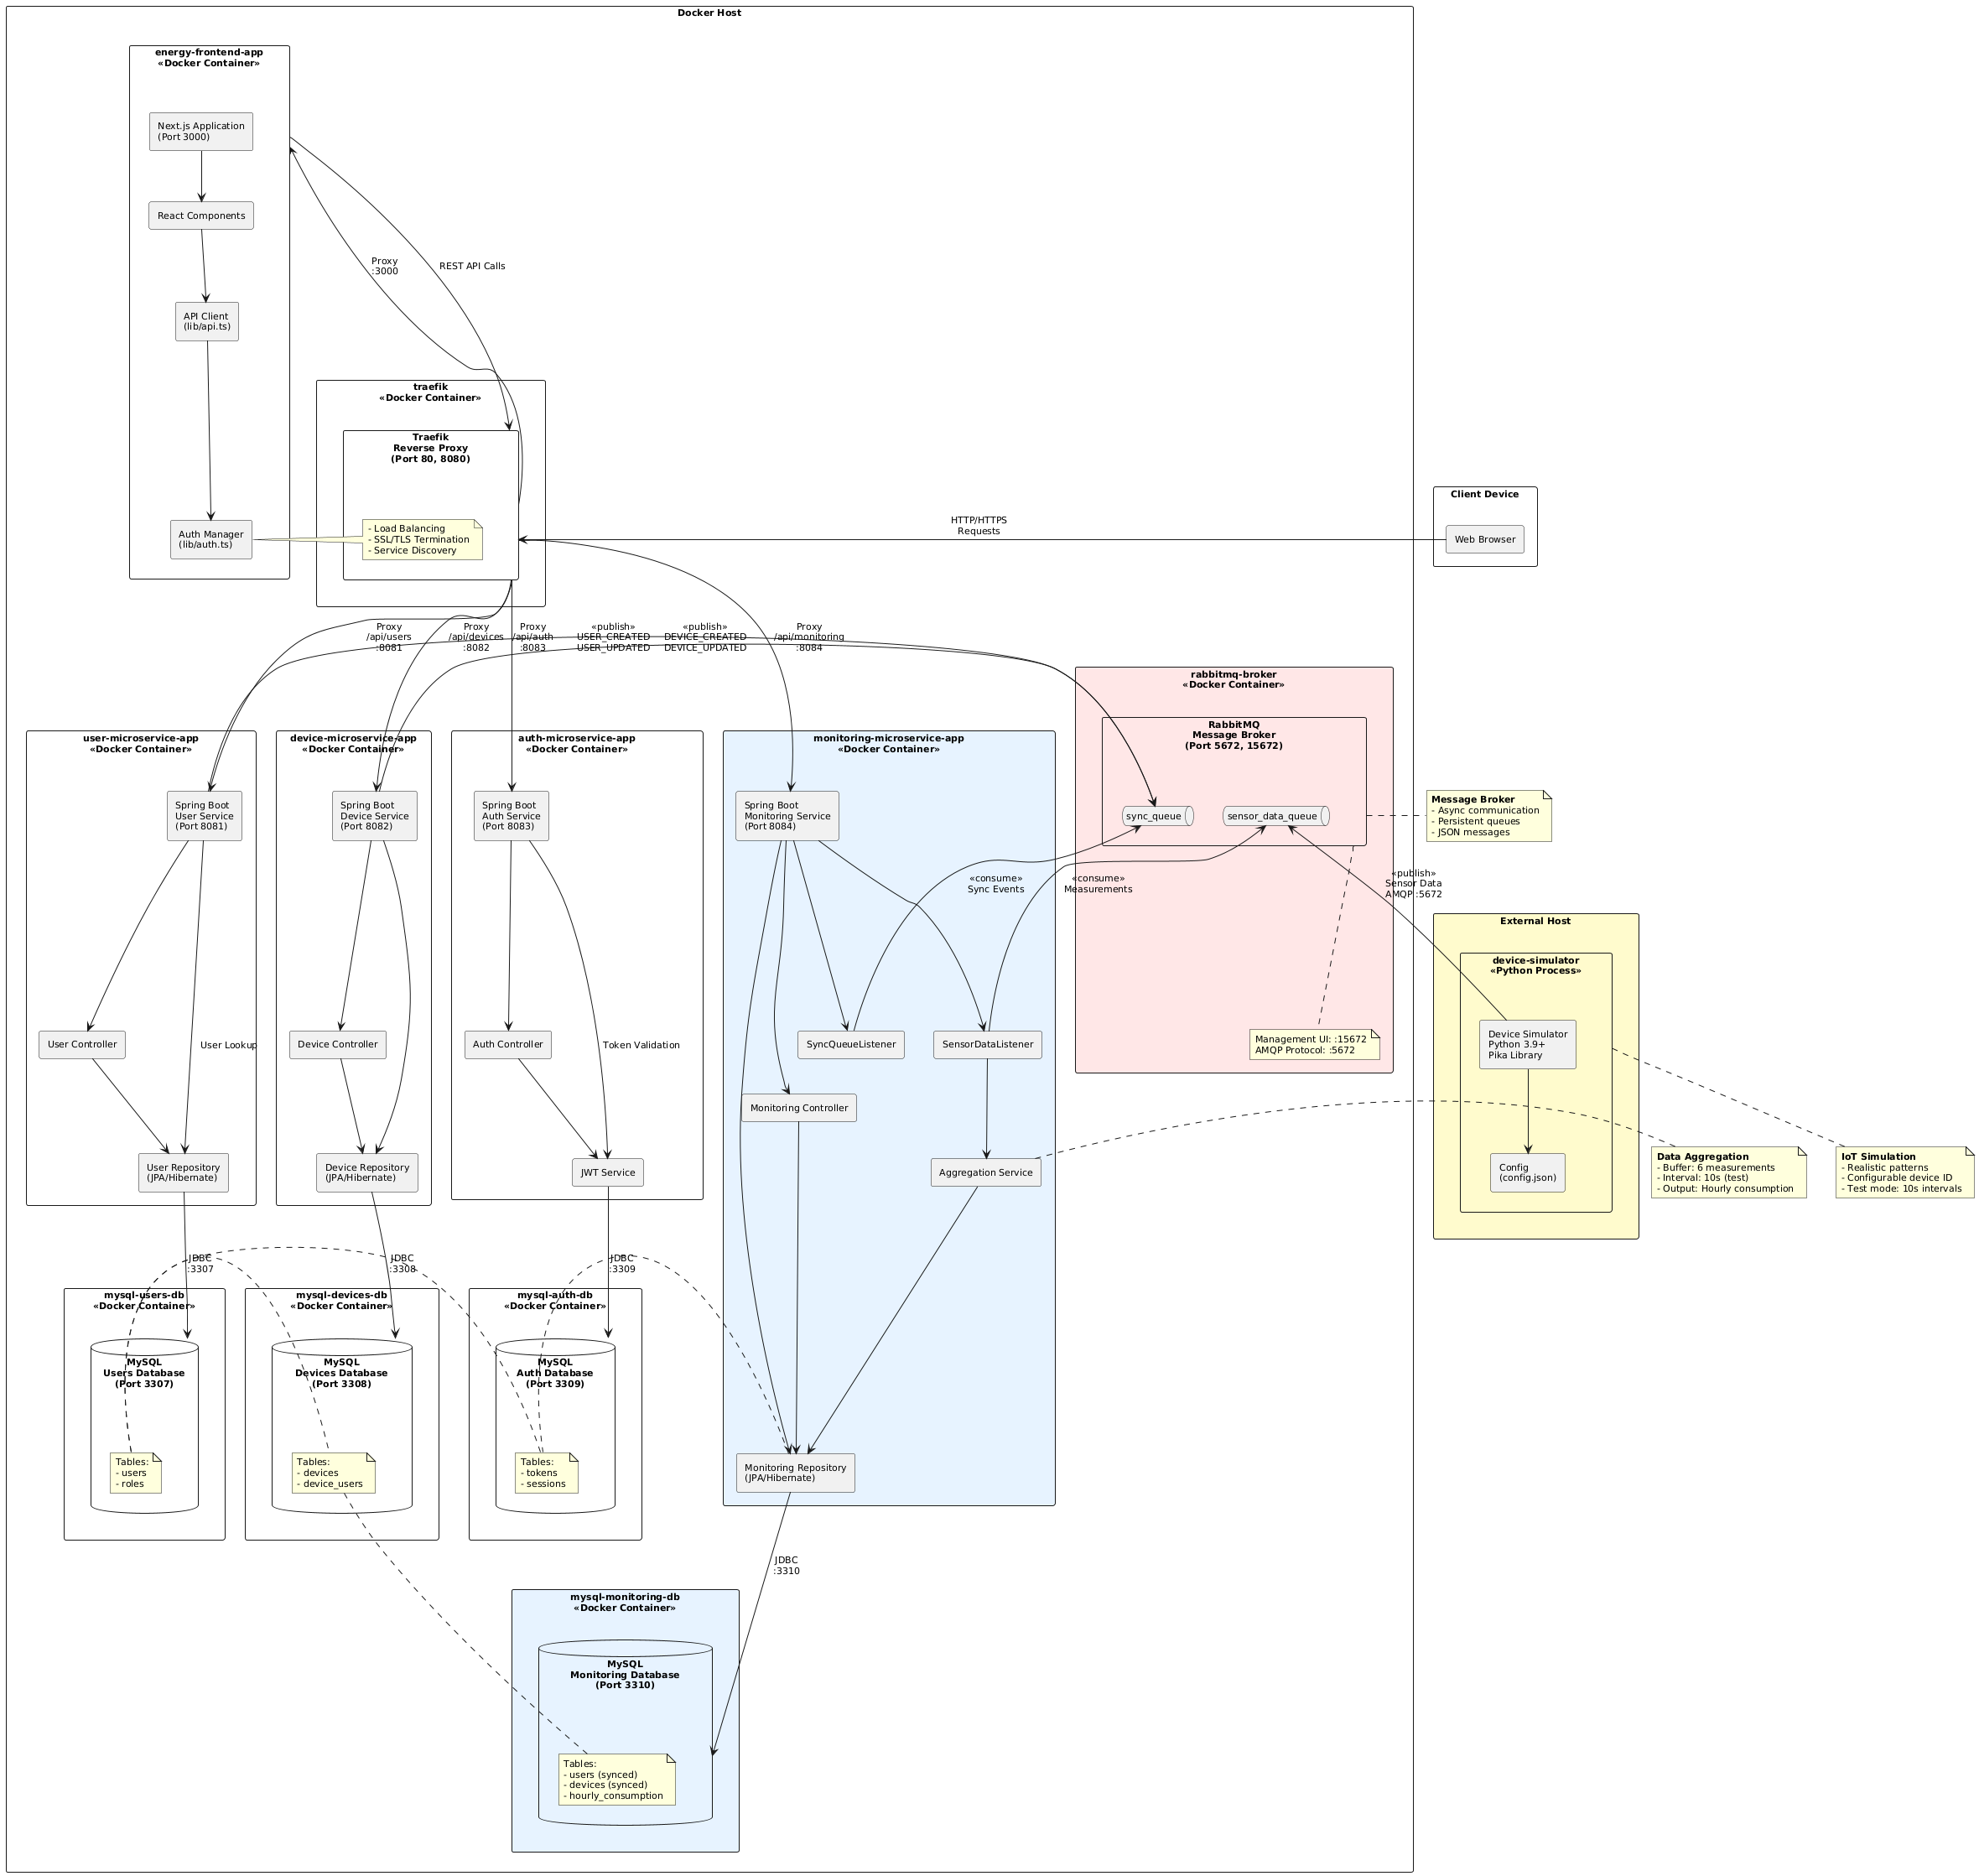 Docker Host
energy-frontend-app
«Docker Container»
Next.js Application
(Port 3000)
React Components
Proxy
:3000
REST API Calls
API Client
(lib/api.ts)
traefik
«Docker Container»
Traefik
Reverse Proxy
(Port 80, 8080)
Auth Manager
(lib/auth.ts)
- Load Balancing
- SSL/TLS Termination
- Service Discovery
HTTP/HTTPS
Requests
Client Device
Web Browser
Proxy
/api/users
:8081
Proxy
/api/devices
:8082
Proxy
/api/auth
:8083
«publish»
USER_CREATED
USER_UPDATED
«publish»
DEVICE_CREATED
DEVICE_UPDATED
Proxy
/api/monitoring
:8084
rabbitmq-broker
«Docker Container»
RabbitMQ
Message Broker
(Port 5672, 15672)
sync_queue
sensor_data_queue
Message Broker
- Async communication
- Persistent queues
- JSON messages
user-microservice-app
«Docker Container»
Spring Boot
User Service
(Port 8081)
device-microservice-app
«Docker Container»
Spring Boot
Device Service
(Port 8082)
auth-microservice-app
«Docker Container»
Spring Boot
Auth Service
(Port 8083)
monitoring-microservice-app
«Docker Container»
Spring Boot
Monitoring Service
(Port 8084)
«consume»
Sync Events
«consume»
Measurements
«publish»
Sensor Data
AMQP :5672
External Host
device-simulator
«Python Process»
Device Simulator
Python 3.9+
Pika Library
User Controller
User Lookup
Device Controller
Auth Controller
Token Validation
SyncQueueListener
SensorDataListener
Management UI: :15672
AMQP Protocol: :5672
Monitoring Controller
User Repository
(JPA/Hibernate)
Device Repository
(JPA/Hibernate)
JWT Service
Aggregation Service
Config
(config.json)
Data Aggregation
- Buffer: 6 measurements
- Interval: 10s (test)
- Output: Hourly consumption
IoT Simulation
- Realistic patterns
- Configurable device ID
- Test mode: 10s intervals
JDBC
:3307
JDBC
:3308
JDBC
:3309
mysql-users-db
«Docker Container»
MySQL
Users Database
(Port 3307)
Tables:
- users
- roles
mysql-devices-db
«Docker Container»
MySQL
Devices Database
(Port 3308)
Tables:
- devices
- device_users
mysql-auth-db
«Docker Container»
MySQL
Auth Database
(Port 3309)
Tables:
- tokens
- sessions
Monitoring Repository
(JPA/Hibernate)
JDBC
:3310
mysql-monitoring-db
«Docker Container»
MySQL
Monitoring Database
(Port 3310)
Tables:
- users (synced)
- devices (synced)
- hourly_consumption